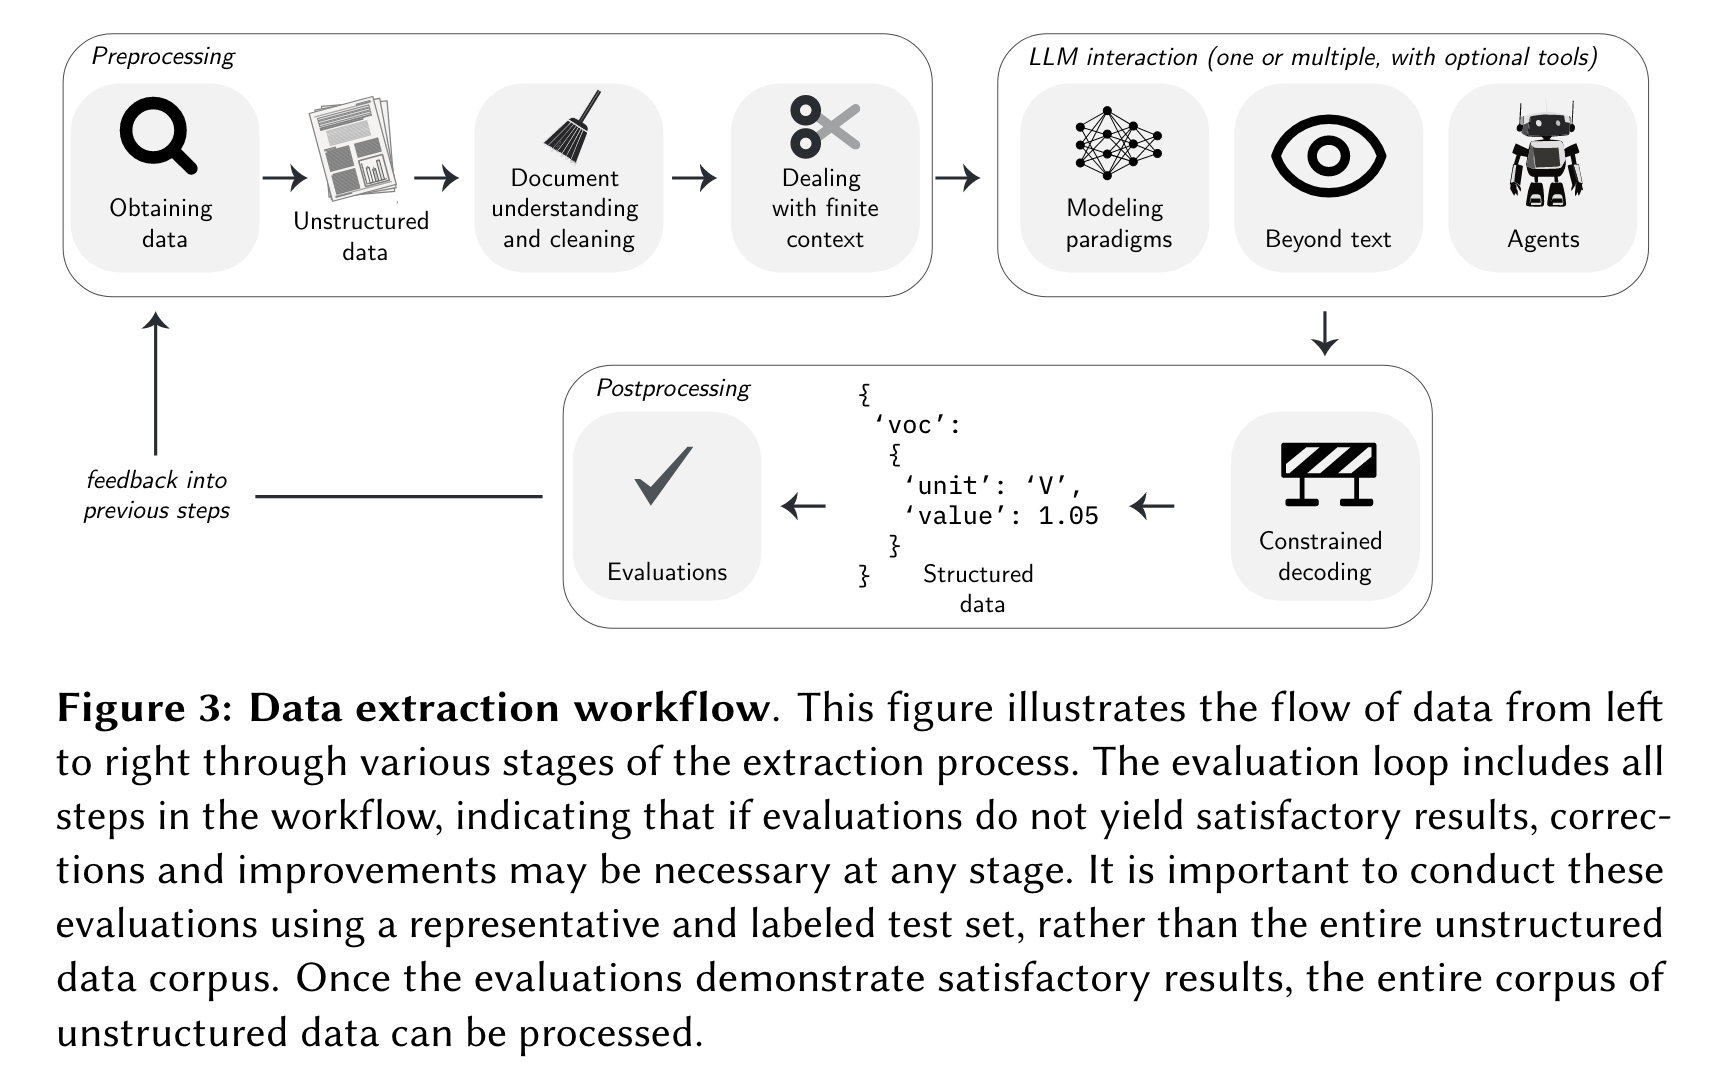 Preprocessing
Obtaining
data
Unstructured
data
Document
understanding
and cleaning
Dealing
with finite
context
LLM interaction (one or multiple, with optional tools)
Modeling
paradigms
Beyond text
Agents
feedback into
previous steps
Postprocessing
Evaluations
{
‘voc’:
{
‘unit’: ‘V’,
‘value’: 1.05
}
}
Structured
data
Constrained
decoding
Figure 3: Data extraction workflow. This figure illustrates the flow of data from left
to right through various stages of the extraction process. The evaluation loop includes all
steps in the workflow, indicating that if evaluations do not yield satisfactory results, correc-
tions and improvements may be necessary at any stage. It is important to conduct these
evaluations using a representative and labeled test set, rather than the entire unstructured
data corpus. Once the evaluations demonstrate satisfactory results, the entire corpus of
unstructured data can be processed.